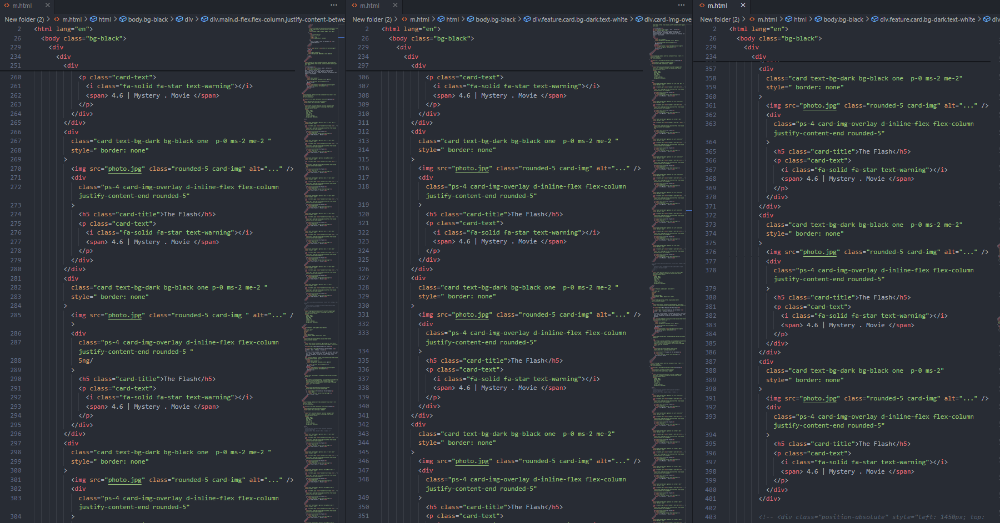 m.html
New folder (2) > m.html > html > body.bg-black > div > div.main.d-flex.flex-column.justify-content-betwe
2 <html lang="en">
26 <body class="bg-black">
229 <div
234 <div
251 <div
260 <p class="card-text">
261 <i class="fa-solid fa-star text-warning"></i>
262 <span> 4.6 | Mystery . Movie </span>
263 </p>
264 </div>
265 </div>
266 <div
267 class="card text-bg-dark bg-black one  p-0 ms-2 me-2 "
268 style=" border: none"
269 >
270 <img src="photo.jpg" class="rounded-5 card-img" alt="..." />
271 <div
272 class="ps-4 card-img-overlay d-inline-flex flex-column
justify-content-end rounded-5"
273 >
274 <h5 class="card-title">The Flash</h5>
275 <p class="card-text">
276 <i class="fa-solid fa-star text-warning"></i>
277 <span> 4.6 | Mystery . Movie </span>
278 </p>
279 </div>
280 </div>
281 <div
282 class="card text-bg-dark bg-black one p-0 ms-2 me-2 "
283 style=" border: none"
284 >
285 <img src="photo.jpg" class="rounded-5 card-img " alt="..." /
>
286 <div
287 class="ps-4 card-img-overlay d-inline-flex flex-column
justify-content-end rounded-5 "
288 5ng/
289 >
290 <h5 class="card-title">The Flash</h5>
291 <p class="card-text">
292 <i class="fa-solid fa-star text-warning"></i>
293 <span> 4.6 | Mystery . Movie </span>
294 </p>
295 </div>
296 </div>
297 <div
298 class="card text-bg-dark bg-black one  p-0 ms-2 me-2 "
299 style=" border: none"
300 >
301 <img src="photo.jpg" class="rounded-5 card-img" alt="..." />
302 <div
303 class="ps-4 card-img-overlay d-inline-flex flex-column
justify-content-end rounded-5"
304 >
m.html
New folder (2) > m.html > html > body.bg-black > div.feature.card.bg-dark.text-white > div.card-img-ove
2 <html lang="en">
26 <body class="bg-black">
229 <div
234 <div
297 <div
306 <p class="card-text">
307 <i class="fa-solid fa-star text-warning"></i>
308 <span> 4.6 | Mystery . Movie </span>
309 </p>
310 </div>
311 </div>
312 <div
313 class="card text-bg-dark bg-black one  p-0 ms-2 me-2 "
314 style=" border: none"
315 >
316 <img src="photo.jpg" class="rounded-5 card-img" alt="..." />
317 <div
318 class="ps-4 card-img-overlay d-inline-flex flex-column
justify-content-end rounded-5"
319 >
320 <h5 class="card-title">The Flash</h5>
321 <p class="card-text">
322 <i class="fa-solid fa-star text-warning"></i>
323 <span> 4.6 | Mystery . Movie </span>
324 </p>
325 </div>
326 </div>
327 <div
328 class="card text-bg-dark bg-black one  p-0 ms-2 me-2 "
329 style=" border: none"
330 >
331 <img src="photo.jpg" class="rounded-5 card-img" alt="..." />
332 <div
333 class="ps-4 card-img-overlay d-inline-flex flex-column
justify-content-end rounded-5"
334 >
335 <h5 class="card-title">The Flash</h5>
336 <p class="card-text">
337 <i class="fa-solid fa-star text-warning"></i>
338 <span> 4.6 | Mystery . Movie </span>
339 </p>
340 </div>
341 </div>
342 <div
343 class="card text-bg-dark bg-black one  p-0 ms-2 me-2"
344 style=" border: none"
345 >
346 <img src="photo.jpg" class="rounded-5 card-img" alt="..." />
347 <div
348 class="ps-4 card-img-overlay d-inline-flex flex-column
justify-content-end rounded-5"
349 >
350 <h5 class="card-title">The Flash</h5>
351 <p class="card-text">
m.html
New folder (2) > m.html > html > body.bg-black > div.feature.card.bg-dark.text-white > div
2 <html lang="en">
26 <body class="bg-black">
229 <div
234 <div
357 <div
358 class="card text-bg-dark bg-black one  p-0 ms-2 me-2"
359 style=" border: none"
360 >
361 <img src="photo.jpg" class="rounded-5 card-img" alt="..." />
362 <div
363 class="ps-4 card-img-overlay d-inline-flex flex-column
justify-content-end rounded-5"
364 >
365 <h5 class="card-title">The Flash</h5>
366 <p class="card-text">
367 <i class="fa-solid fa-star text-warning"></i>
368 <span> 4.6 | Mystery . Movie </span>
369 </p>
370 </div>
371 </div>
372 <div
373 class="card text-bg-dark bg-black one  p-0 ms-2 me-2"
374 style=" border: none"
375 >
376 <img src="photo.jpg" class="rounded-5 card-img" alt="..." />
377 <div
378 class="ps-4 card-img-overlay d-inline-flex flex-column
justify-content-end rounded-5"
379 >
380 <h5 class="card-title">The Flash</h5>
381 <p class="card-text">
382 <i class="fa-solid fa-star text-warning"></i>
383 <span> 4.6 | Mystery . Movie </span>
384 </p>
385 </div>
386 </div>
387 <div
388 class="card text-bg-dark bg-black one  p-0 ms-2"
389 style=" border: none"
390 >
391 <img src="photo.jpg" class="rounded-5 card-img" alt="..." />
392 <div
393 class="ps-4 card-img-overlay d-inline-flex flex-column
justify-content-end rounded-5"
394 >
395 <h5 class="card-title">The Flash</h5>
396 <p class="card-text">
397 <i class="fa-solid fa-star text-warning"></i>
398 <span> 4.6 | Mystery . Movie </span>
399 </p>
400 </div>
401 </div>
402
403 <!-- <div class="position-absolute" style="left: 1450px; top: